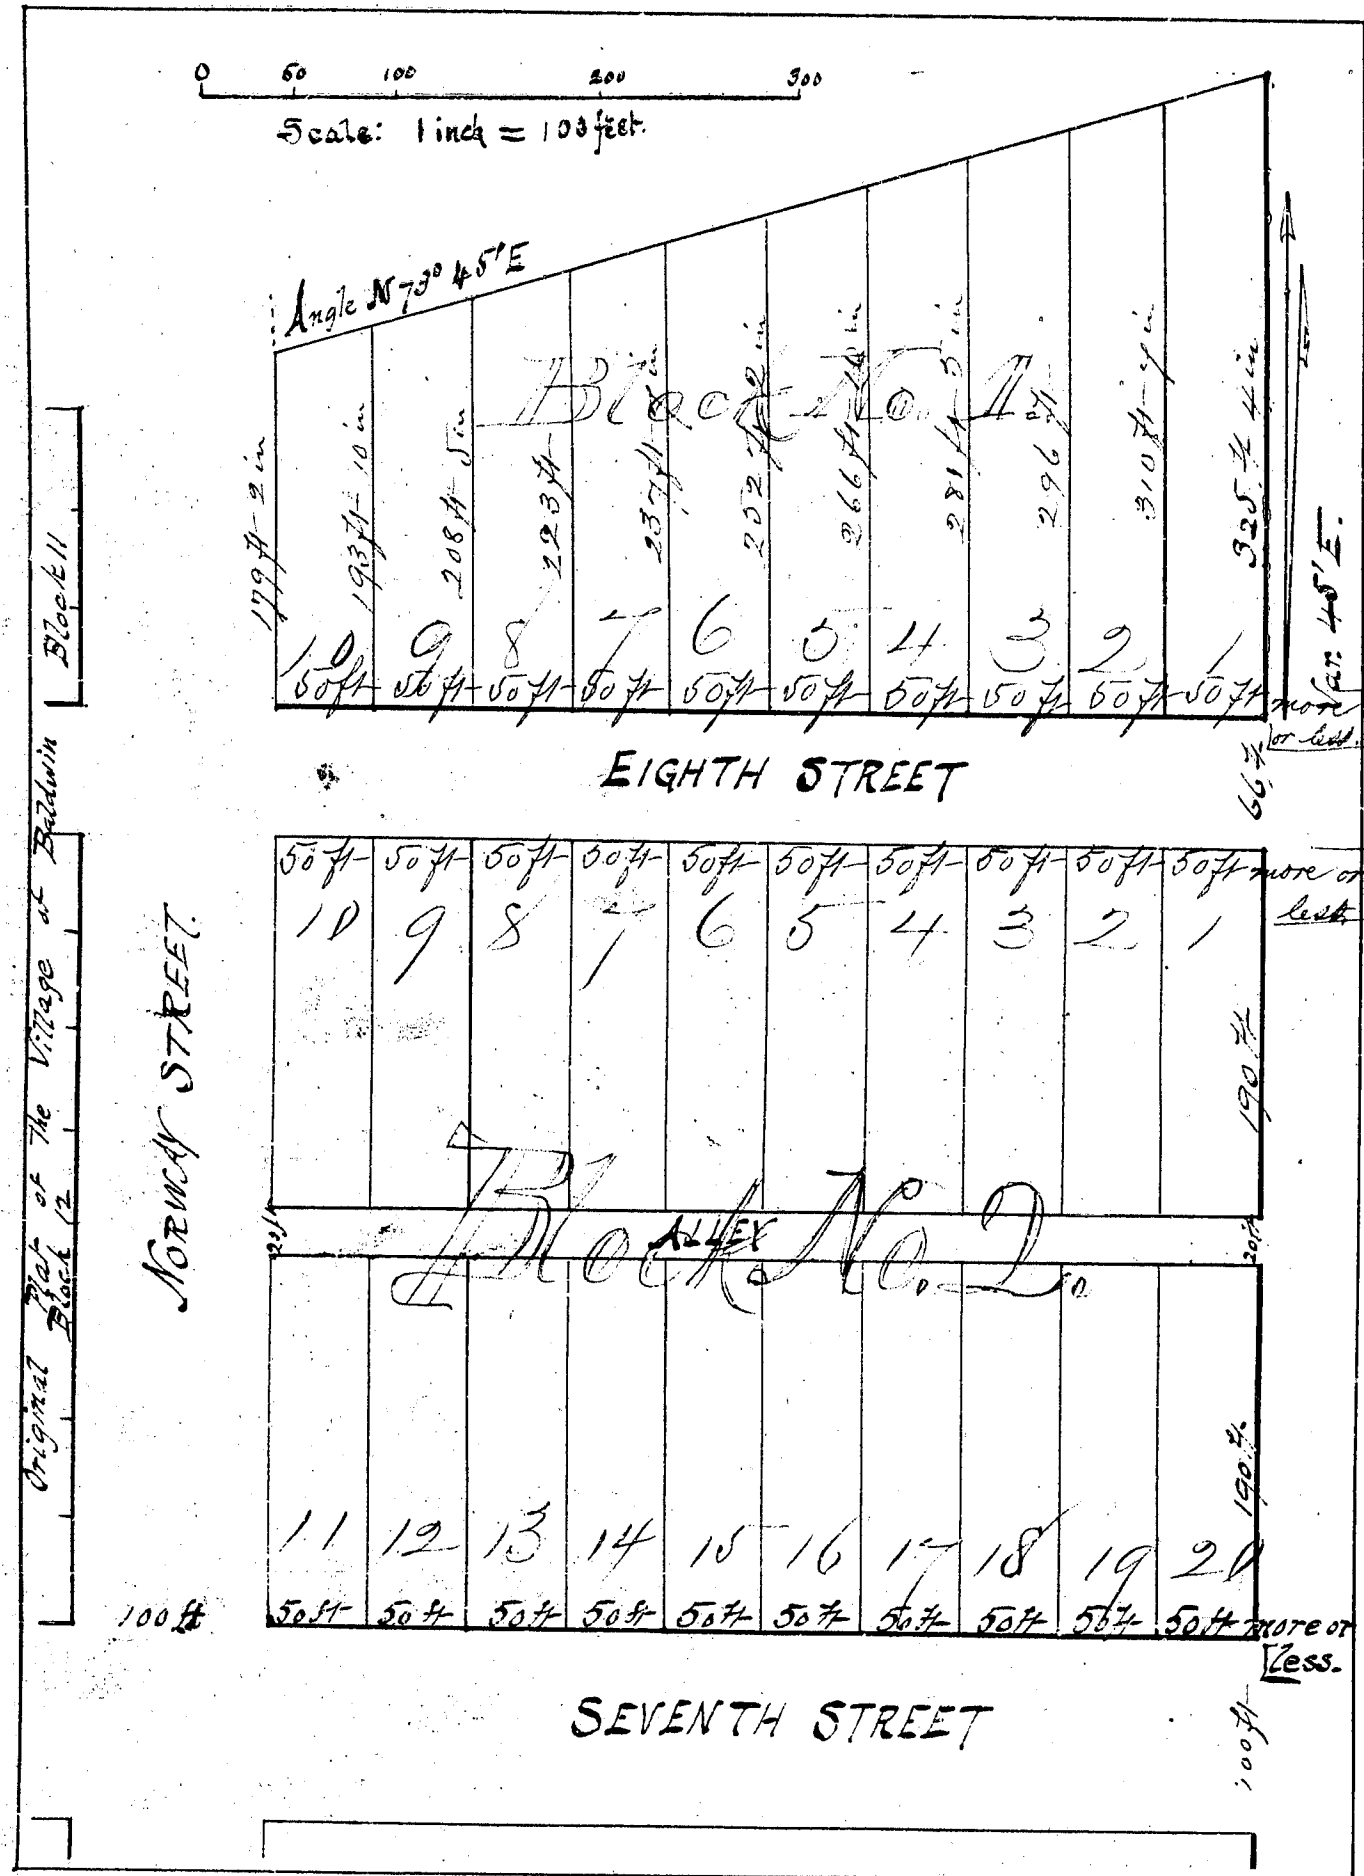 0 50 100 200 300
Scale: 1 inch = 100 feet.
Angle N 73° 45' E
Block No. 1.
179 ft 2 in
193 ft 10 in
208 ft 5 in
223 ft
237 ft
252 ft 2 in
266 ft
281 ft 5 in
296 ft
310 ft
325 ft 4 in
Var. 45' E.
10 9 8 7 6 5 4 3 2 1
50 ft 50 ft 50 ft 50 ft 50 ft 50 ft 50 ft 50 ft 50 ft 50 ft more
or less.
EIGHTH STREET
66 ft
50 ft 50 ft 50 ft 50 ft 50 ft 50 ft 50 ft 50 ft 50 ft 50 ft more or
less
10 9 8 7 6 5 4 3 2 1
190 ft
Block No. 2.
20 ft
ALLEY
20 ft
190 ft
11 12 13 14 15 16 17 18 19 20
100 ft
50 ft 50 ft 50 ft 50 ft 50 ft 50 ft 50 ft 50 ft 50 ft 50 ft more or
less.
SEVENTH STREET
100 ft
NORWAY STREET.
Original Plat of The Village of Baldwin
Block 11
Block 12